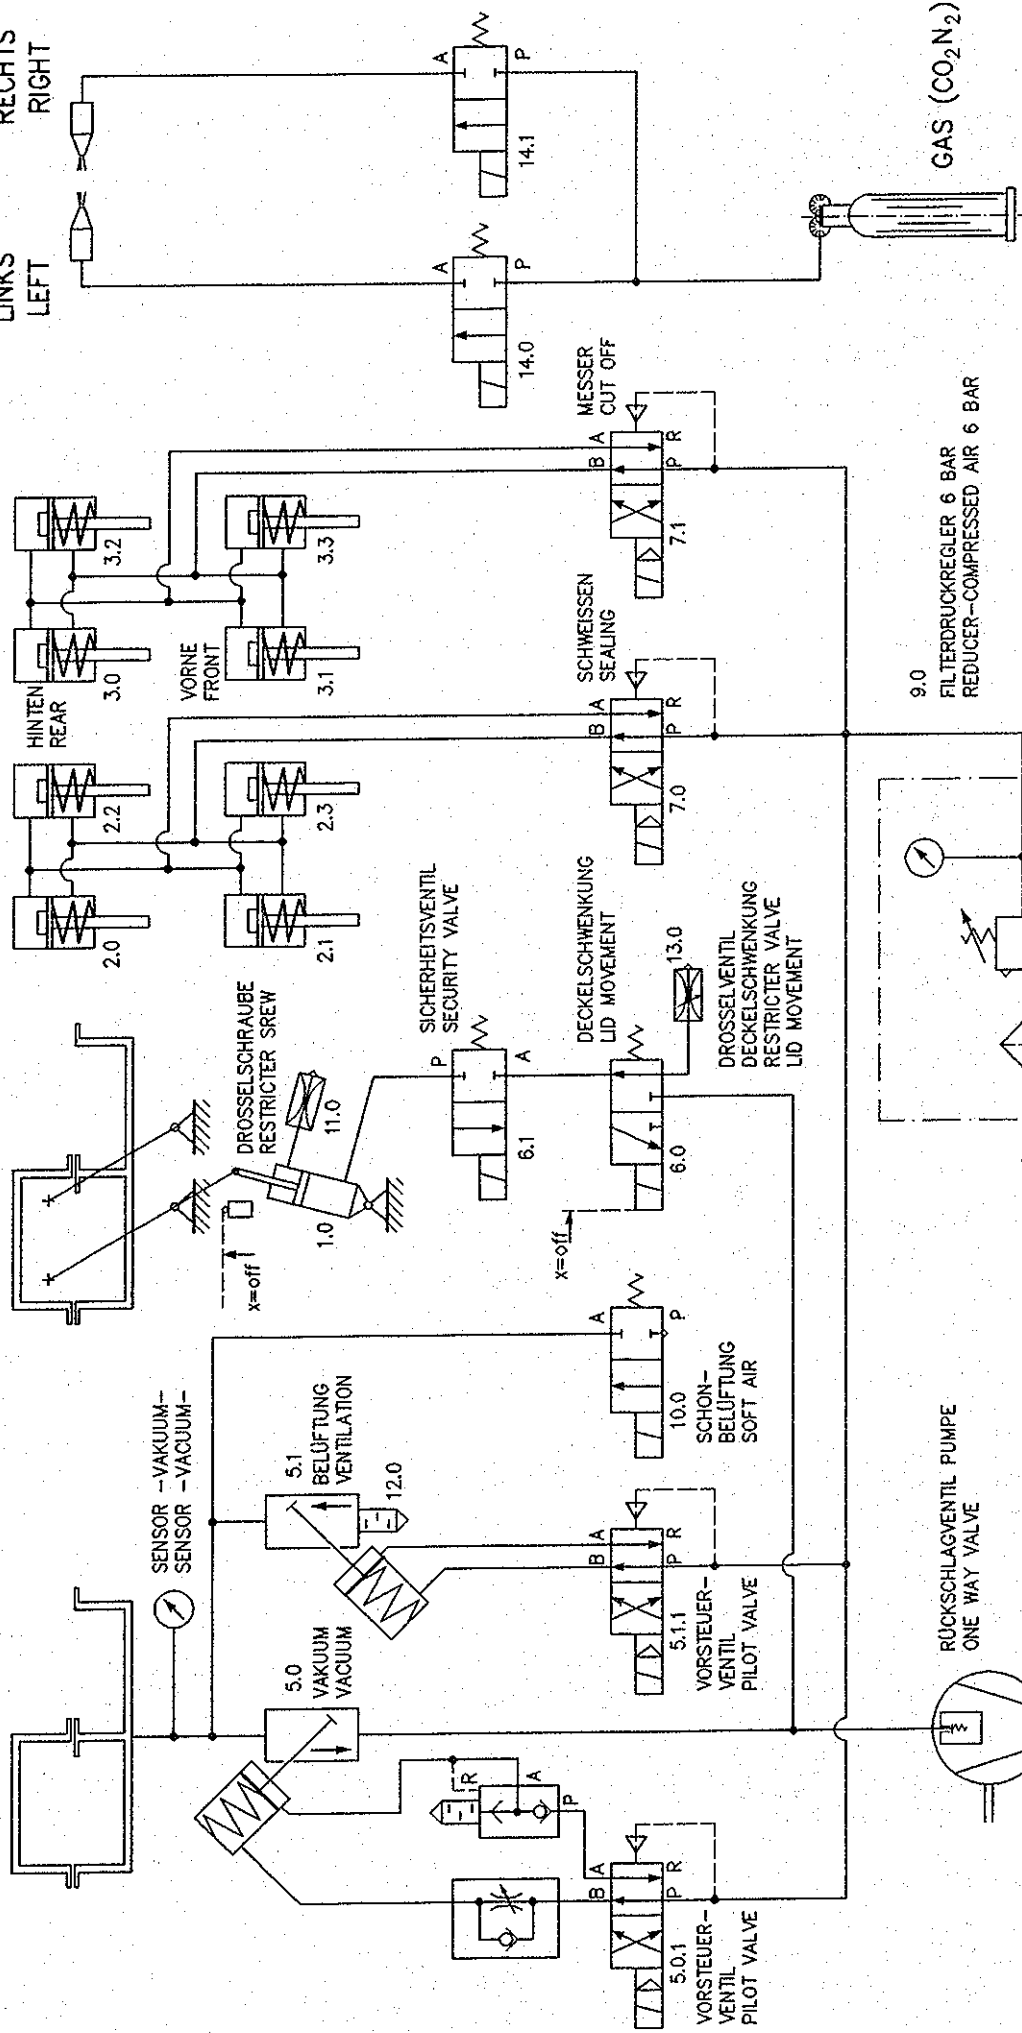 RECHTS
RIGHT
LINKS
LEFT
A
P
14.1
A
P
14.0
GAS (CO2N2)
HINTEN
REAR
VORNE
FRONT
3.0
3.2
3.1
3.3
2.0
2.2
2.1
2.3
MESSER
CUT OFF
B A
P R
7.1
SCHWEISSEN
SEALING
B A
P R
7.0
9.0
FILTERDRUCKREGLER 6 BAR
REDUCER-COMPRESSED AIR 6 BAR
DROSSELSCHRAUBE
RESTRICTER SREW
11.0
1.0
x=off
SICHERHEITSVENTIL
SECURITY VALVE
P
A
6.1
DECKELSCHWENKUNG
LID MOVEMENT
6.0
x=off
13.0
DROSSELVENTIL
DECKELSCHWENKUNG
RESTRICTER VALVE
LID MOVEMENT
A
P
10.0
SCHON-
BELÜFTUNG
SOFT AIR
SENSOR -VAKUUM-
SENSOR -VACUUM-
5.1
BELÜFTUNG
VENTILATION
12.0
5.0
VAKUUM
VACUUM
B A
P R
5.1.1
VORSTEUER-
VENTIL
PILOT VALVE
R
A
P
B A
P R
5.0.1
VORSTEUER-
VENTIL
PILOT VALVE
RÜCKSCHLAGVENTIL PUMPE
ONE WAY VALVE